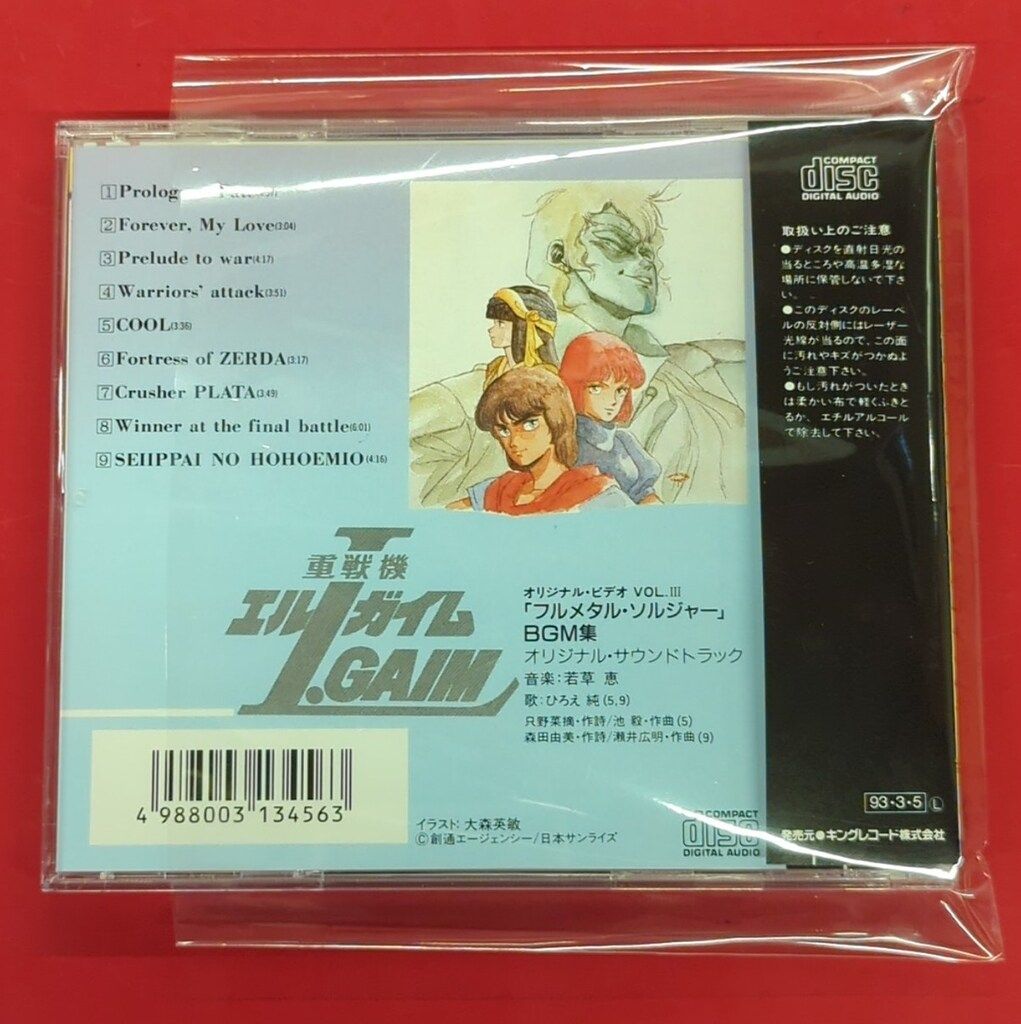 1 Prolog
2 Forever, My Love(3:04)
3 Prelude to war(4:17)
4 Warriors' attack(3:51)
5 COOL(3:36)
6 Fortress of ZERDA(3:17)
7 Crusher PLATA(3:49)
8 Winner at the final battle(6:01)
9 SEIIPPAI NO HOHOEMIO(4:16)
重戦機
エルガイム
L.GAIM
オリジナル・ビデオ VOL.III
「フルメタル・ソルジャー」
BGM集
オリジナル・サウンドトラック
音楽:若草 恵
歌:ひろえ 純(5,9)
只野菜摘・作詩/池 毅・作曲(5)
森田由美・作詩/瀬井広明・作曲(9)
4 988003 134563
イラスト:大森英敏
©創通エージェンシー/日本サンライズ
COMPACT
disc
DIGITAL AUDIO
COMPACT
disc
DIGITAL AUDIO
取扱い上のご注意
●ディスクを直射日光の
当るところや高温多湿な
場所に保管しないで下さ
い。
●このディスクのレーベ
ルの反対側にはレーザー
光線が当るので、この面
に汚れやキズがつかぬよ
うご注意下さい。
●もし汚れがついたとき
は柔かい布で軽くふきと
るか、エチルアルコール
で除去して下さい。
93・3・5 L
発売元●キングレコード株式会社